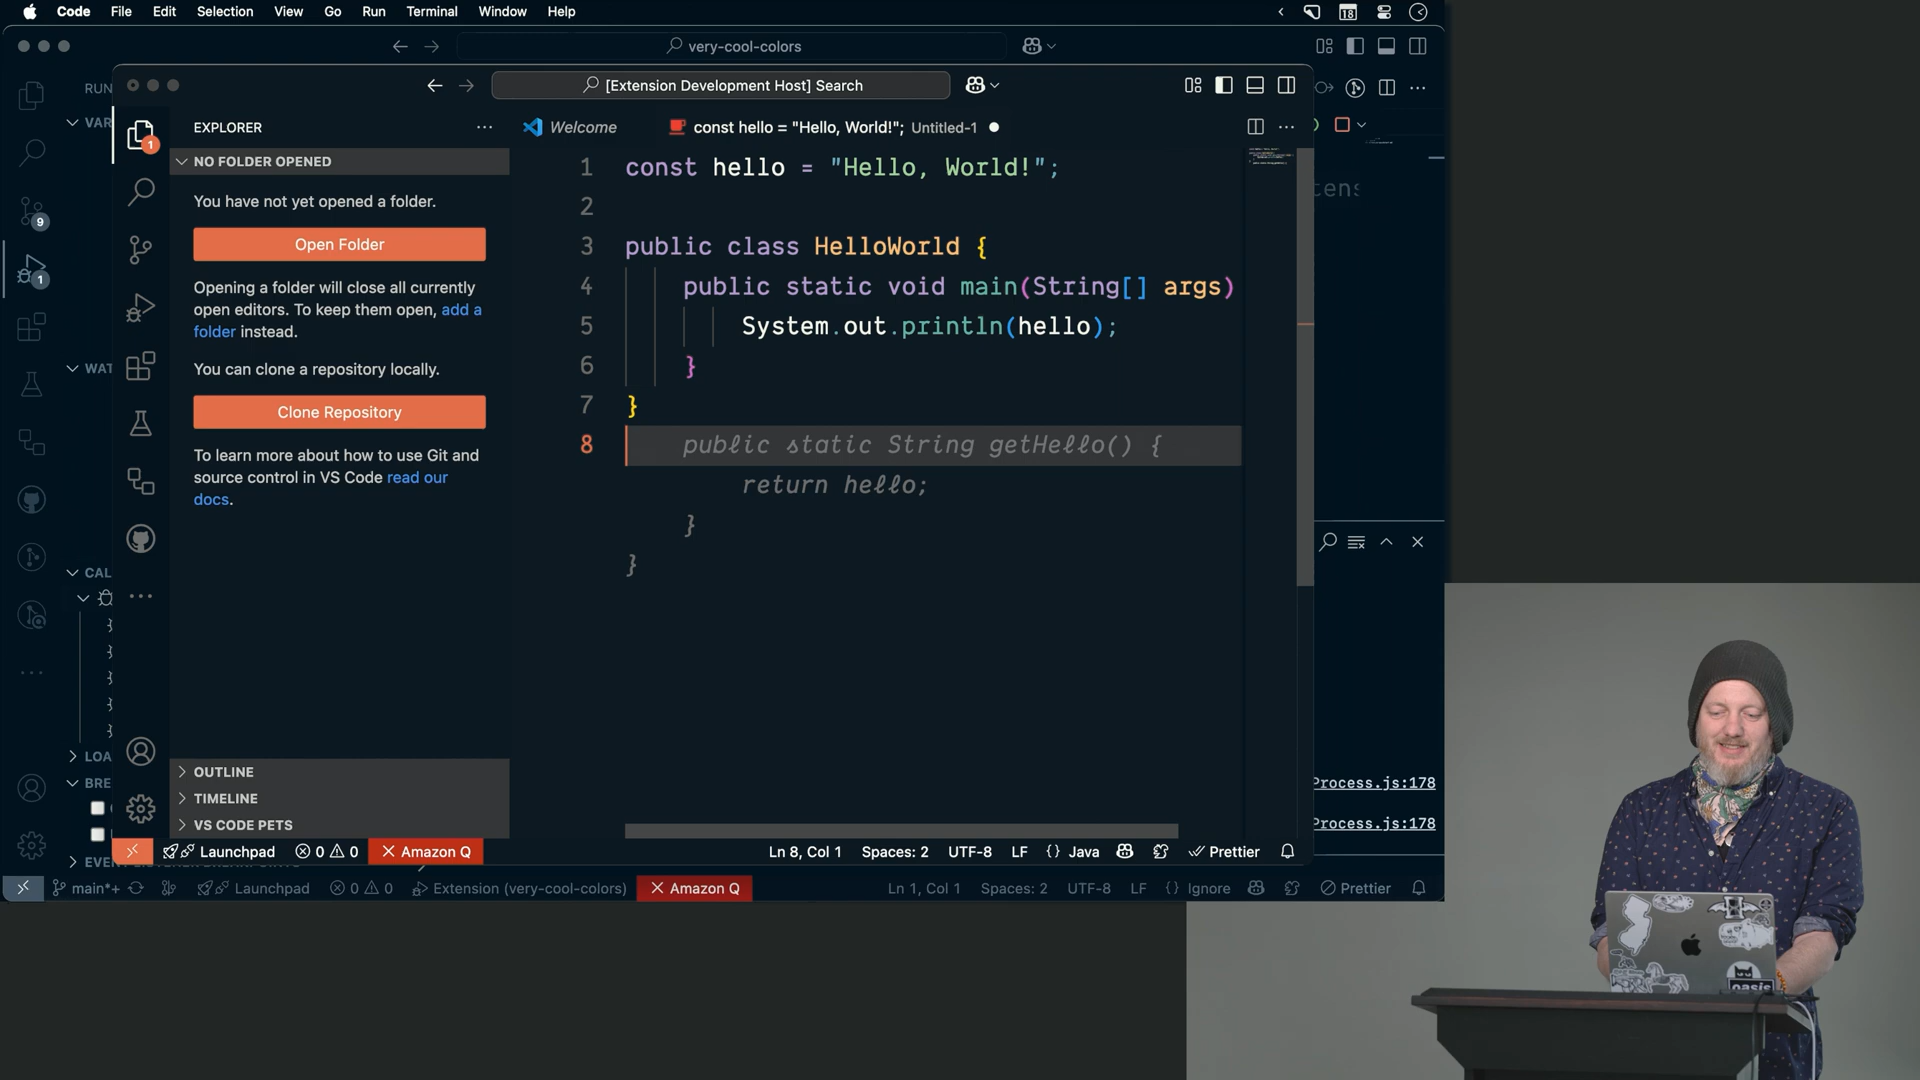 Code File Edit Selection View Go Run Terminal Window Help
18
very-cool-colors
[Extension Development Host] Search
RUN
VAR
EXPLORER
Welcome
const hello = "Hello, World!"; Untitled-1
1
NO FOLDER OPENED
You have not yet opened a folder.
Open Folder
Opening a folder will close all currently
open editors. To keep them open, add a
folder instead.
You can clone a repository locally.
Clone Repository
To learn more about how to use Git and
source control in VS Code read our
docs.
9
1
WAT
CAL
LOA
BRE
1 const hello = "Hello, World!";
2
3 public class HelloWorld {
4 public static void main(String[] args)
5 System.out.println(hello);
6 }
7 }
8 public static String getHello() {
return hello;
}
}
tens
Process.js:178
Process.js:178
OUTLINE
TIMELINE
VS CODE PETS
Launchpad 0 0 Amazon Q Ln 8, Col 1 Spaces: 2 UTF-8 LF {} Java Prettier
main*+ Launchpad 0 0 Extension (very-cool-colors) Amazon Q Ln 1, Col 1 Spaces: 2 UTF-8 LF {} Ignore Prettier
oasis